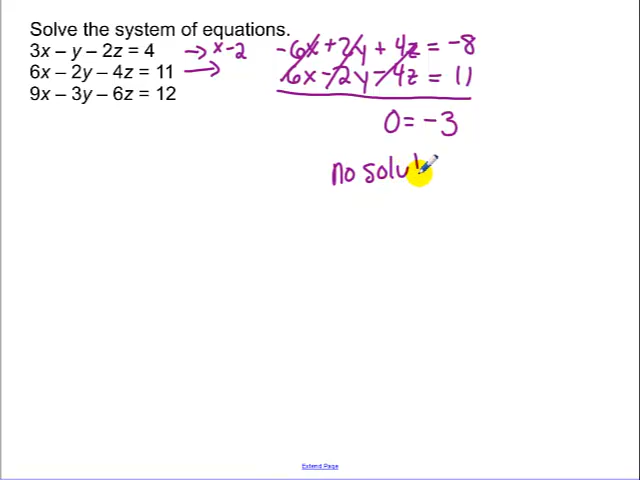 Solve the system of equations.
3x – y – 2z = 4 → x -2
6x – 2y – 4z = 11 →
9x – 3y – 6z = 12
-6x + 2y + 4z = -8
6x - 2y - 4z = 11
0 = -3
no solut
Extend Page